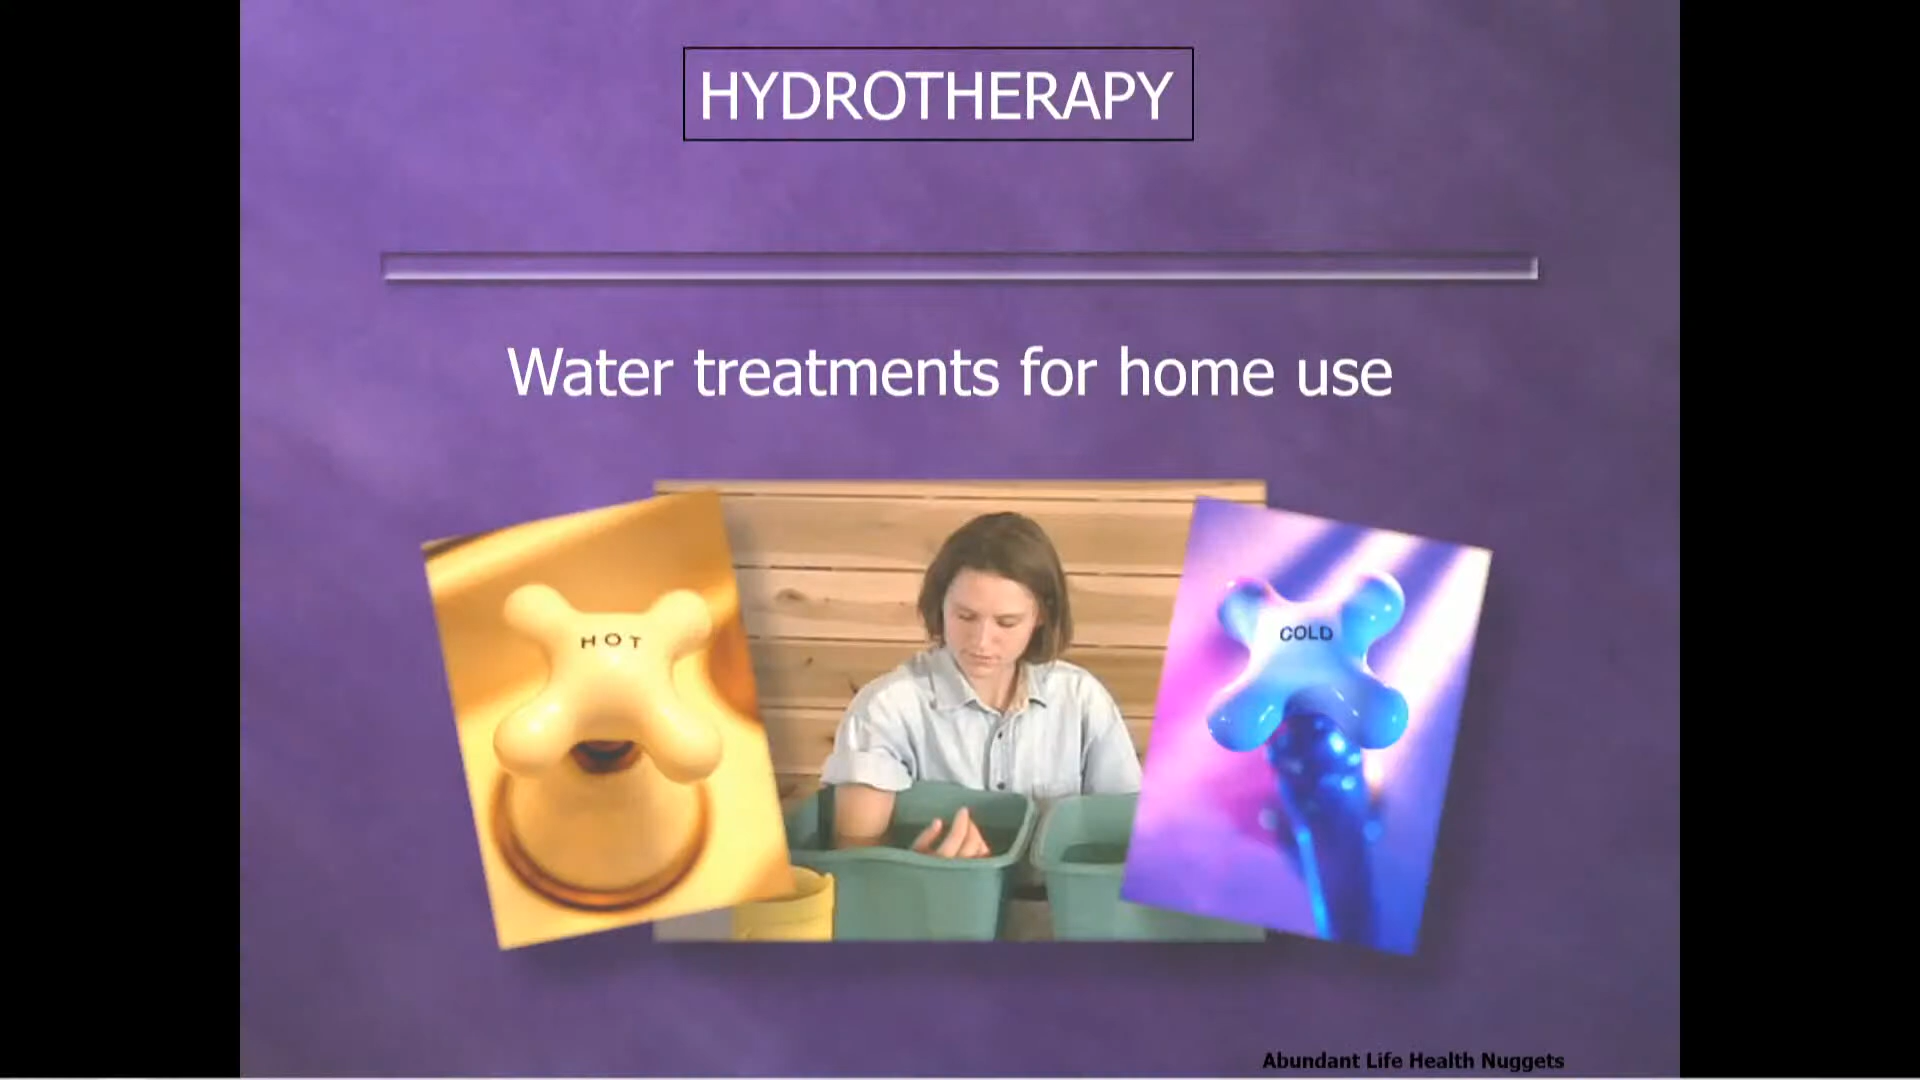 HYDROTHERAPY
Water treatments for home use
HOT
COLD
Abundant Life Health Nuggets